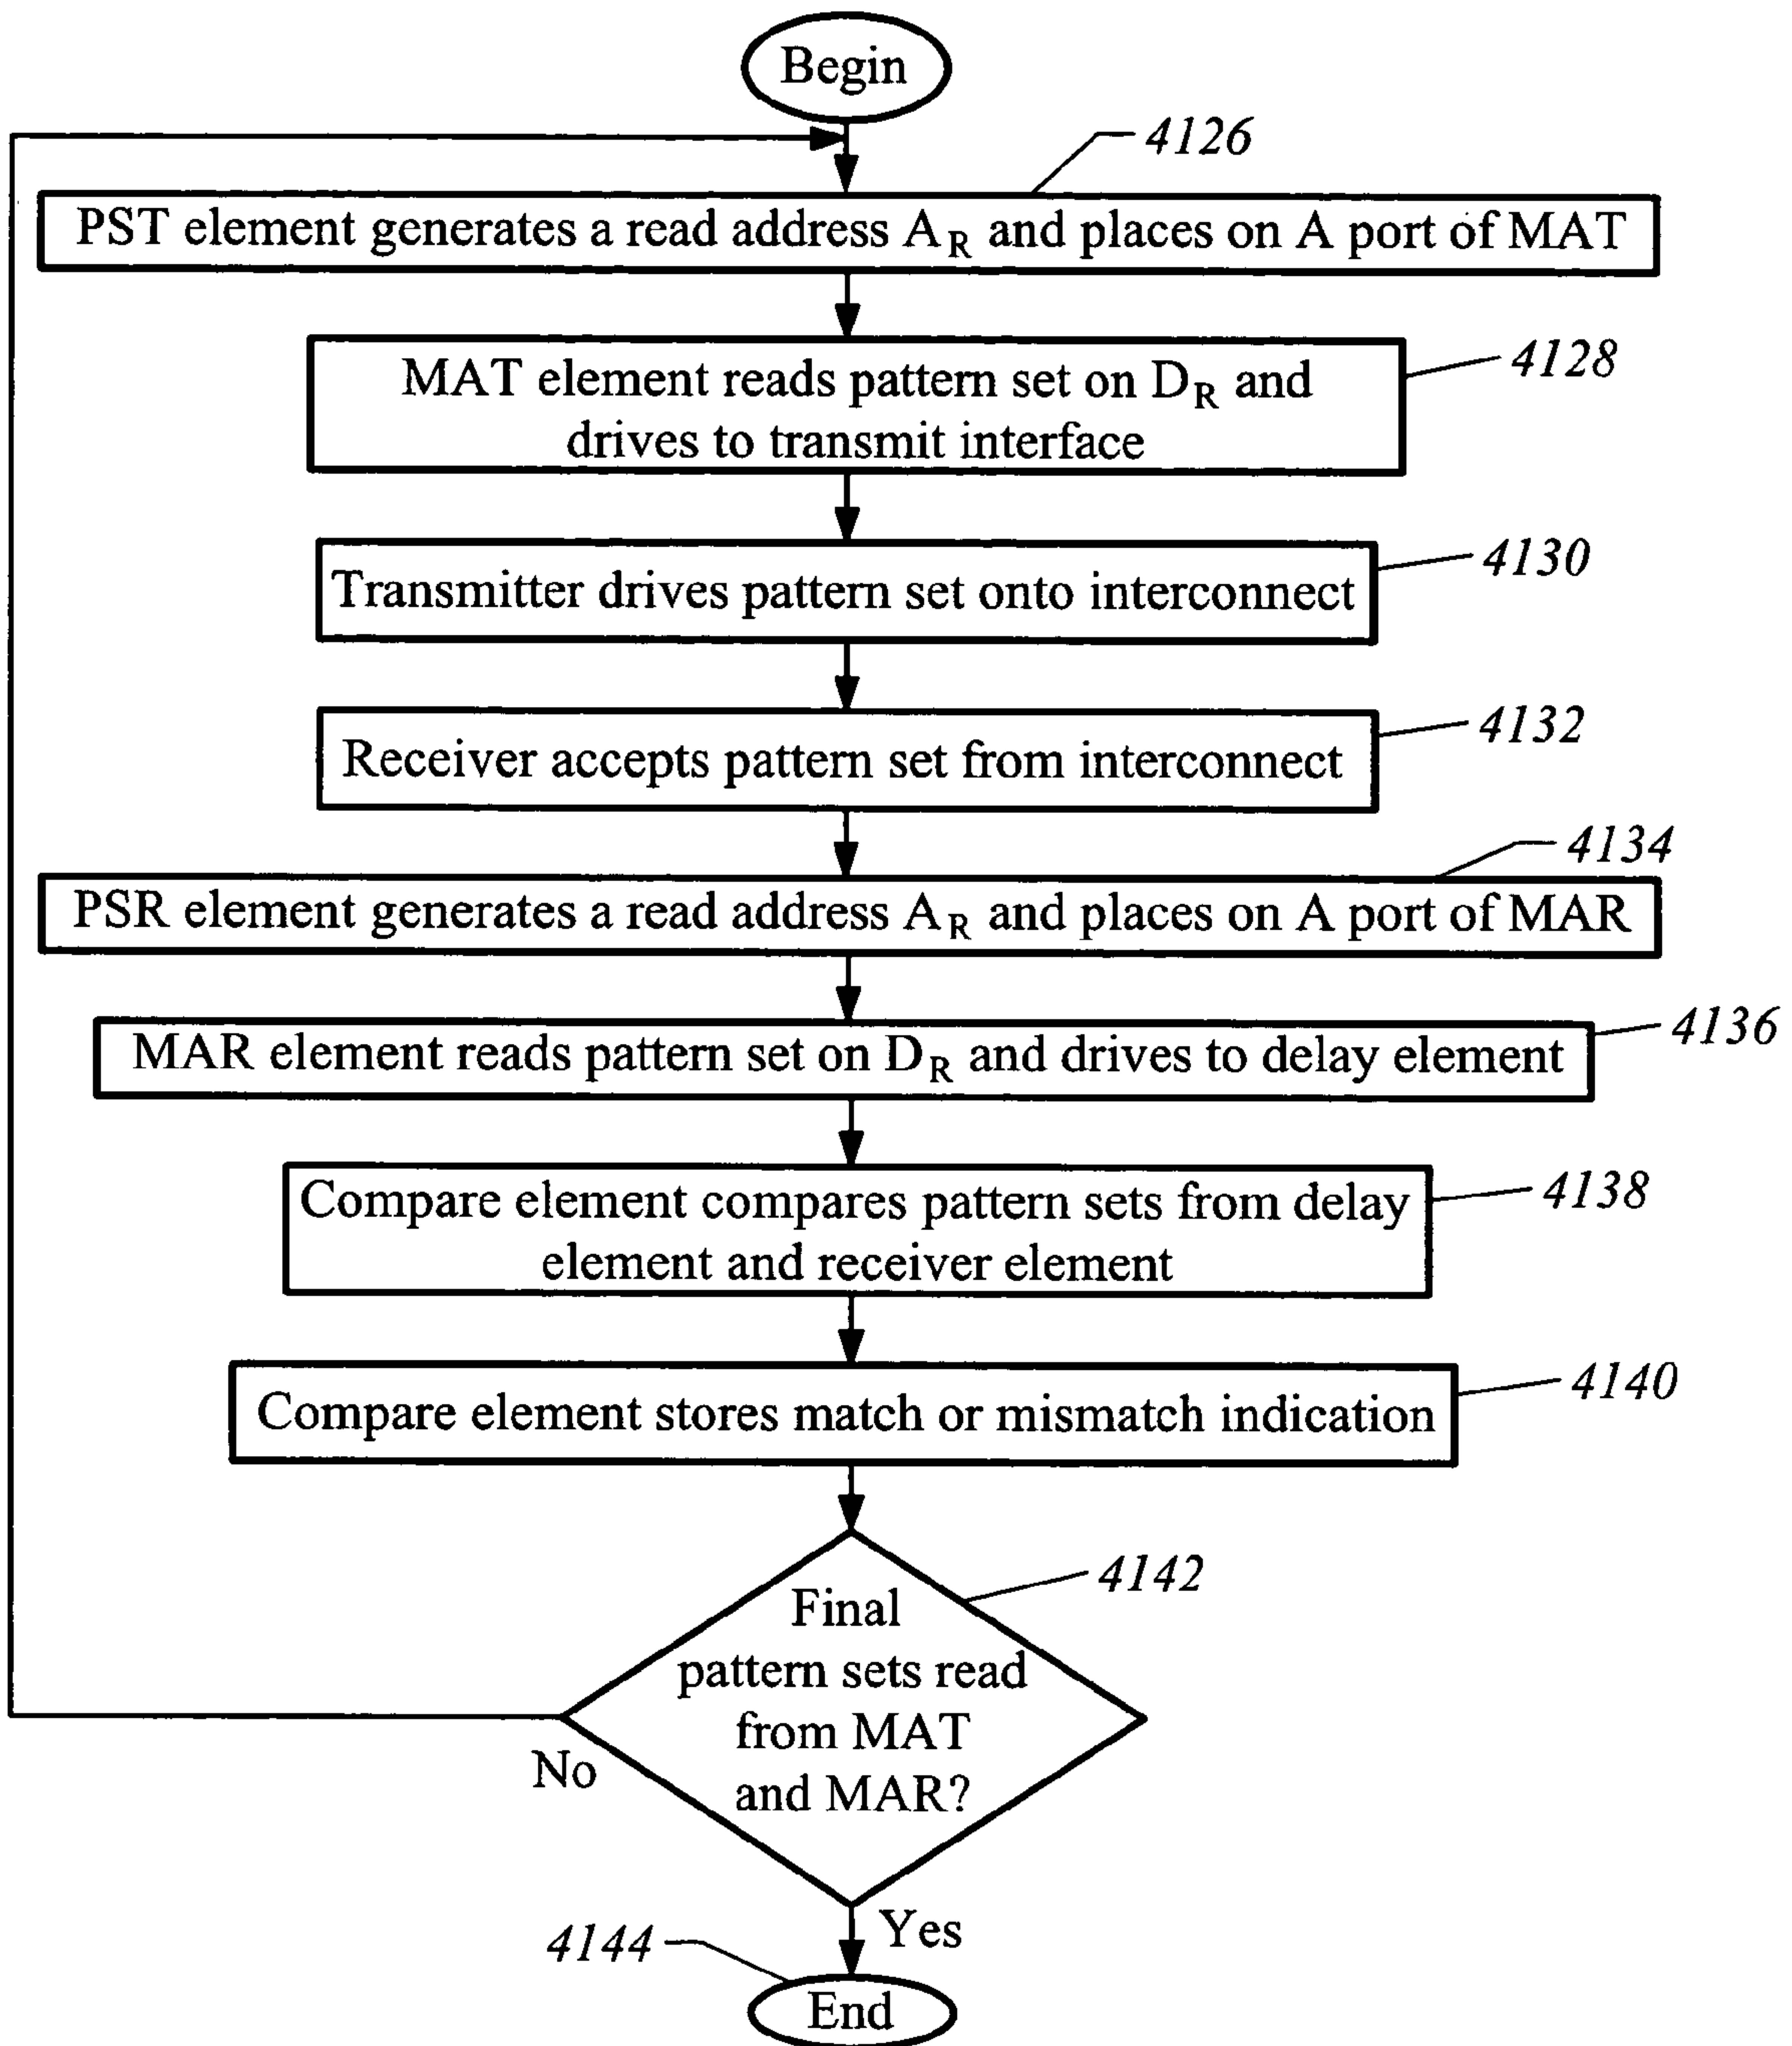 Begin
4126
PST element generates a read address A_R and places on A port of MAT
4128
MAT element reads pattern set on D_R and
drives to transmit interface
4130
Transmitter drives pattern set onto interconnect
4132
Receiver accepts pattern set from interconnect
4134
PSR element generates a read address A_R and places on A port of MAR
4136
MAR element reads pattern set on D_R and drives to delay element
4138
Compare element compares pattern sets from delay
element and receiver element
4140
Compare element stores match or mismatch indication
4142
Final
pattern sets read
from MAT
and MAR?
No
Yes
4144
End